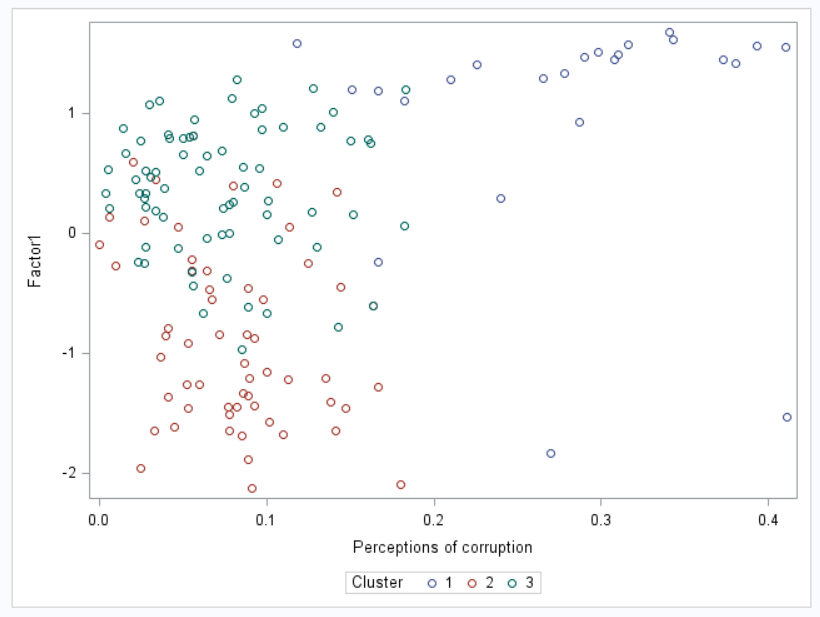 1
0
-1
-2
Factor1
0.0 0.1 0.2 0.3 0.4
Perceptions of corruption
Cluster 1 2 3